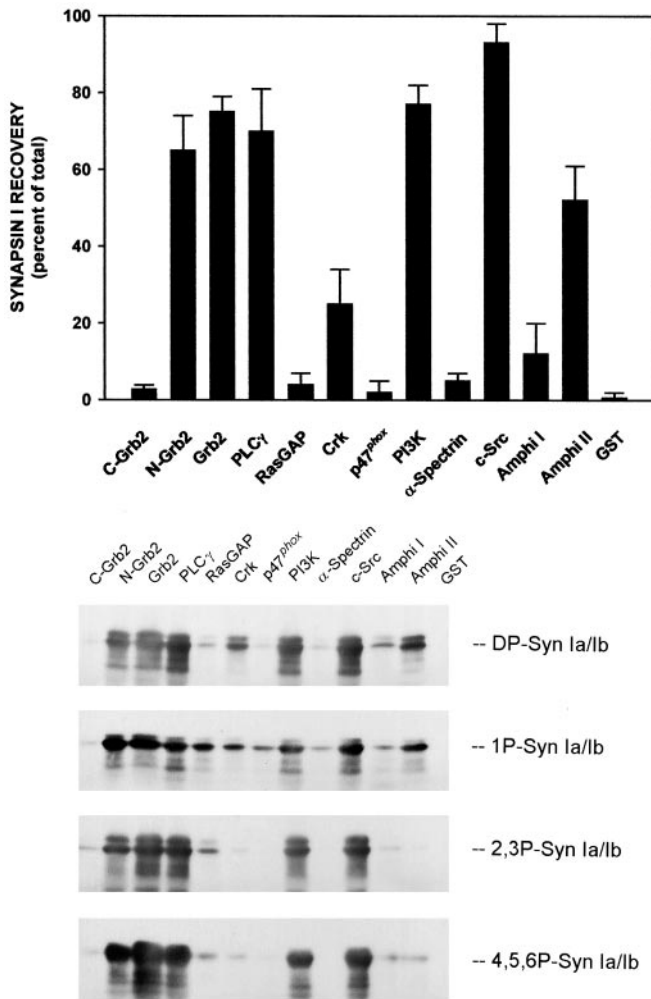 SYNAPSIN I RECOVERY
(percent of total)
100
80
60
40
20
0
C-Grb2
N-Grb2
Grb2
PLCγ
RasGAP
Crk
p47phox
PI3K
α-Spectrin
c-Src
Amphi I
Amphi II
GST
C-Grb2
N-Grb2
Grb2
PLCγ
RasGAP
Crk
p47phox
PI3K
α-Spectrin
c-Src
Amphi I
Amphi II
GST
-- DP-Syn Ia/Ib
-- 1P-Syn Ia/Ib
-- 2,3P-Syn Ia/Ib
-- 4,5,6P-Syn Ia/Ib